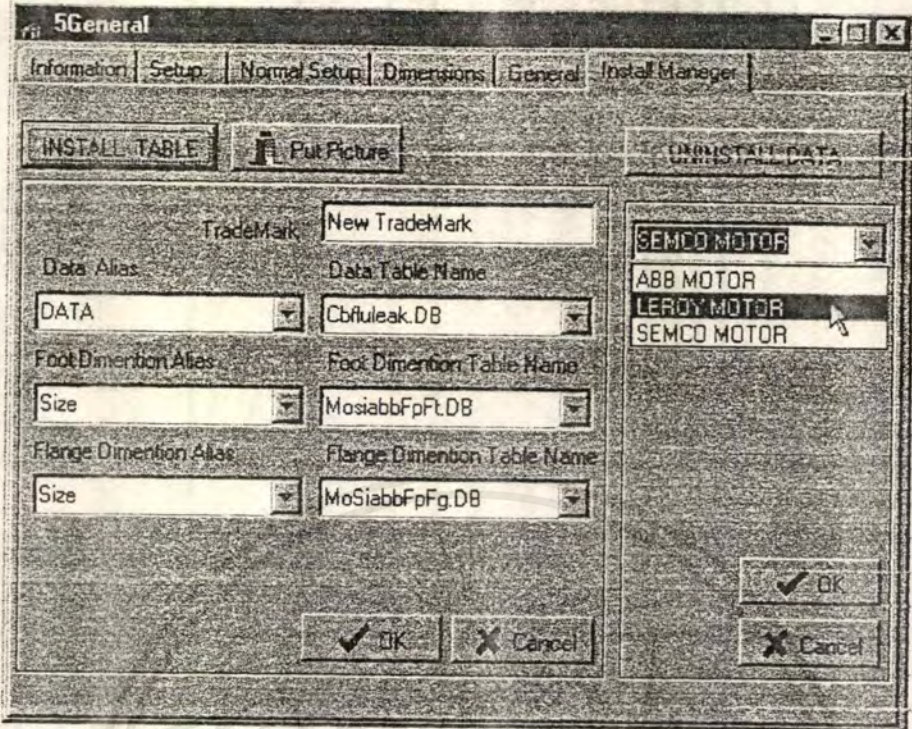 5General
Information Setup Normal Setup Dimensions General Install Manager
INSTALL TABLE
Put Picture
UNINSTALL DATA
TradeMark New TradeMark
Data Alias Data Table Name
DATA Cbfluleak.DB
Foot Dimention Alias Foot Dimention Table Name
Size MosiabbFpFt.DB
Flange Dimention Alias Flange Dimention Table Name
Size MoSiabbFpFg.DB
OK Cancel
SEMCO MOTOR
ABB MOTOR
LEROY MOTOR
SEMCO MOTOR
OK
Cancel